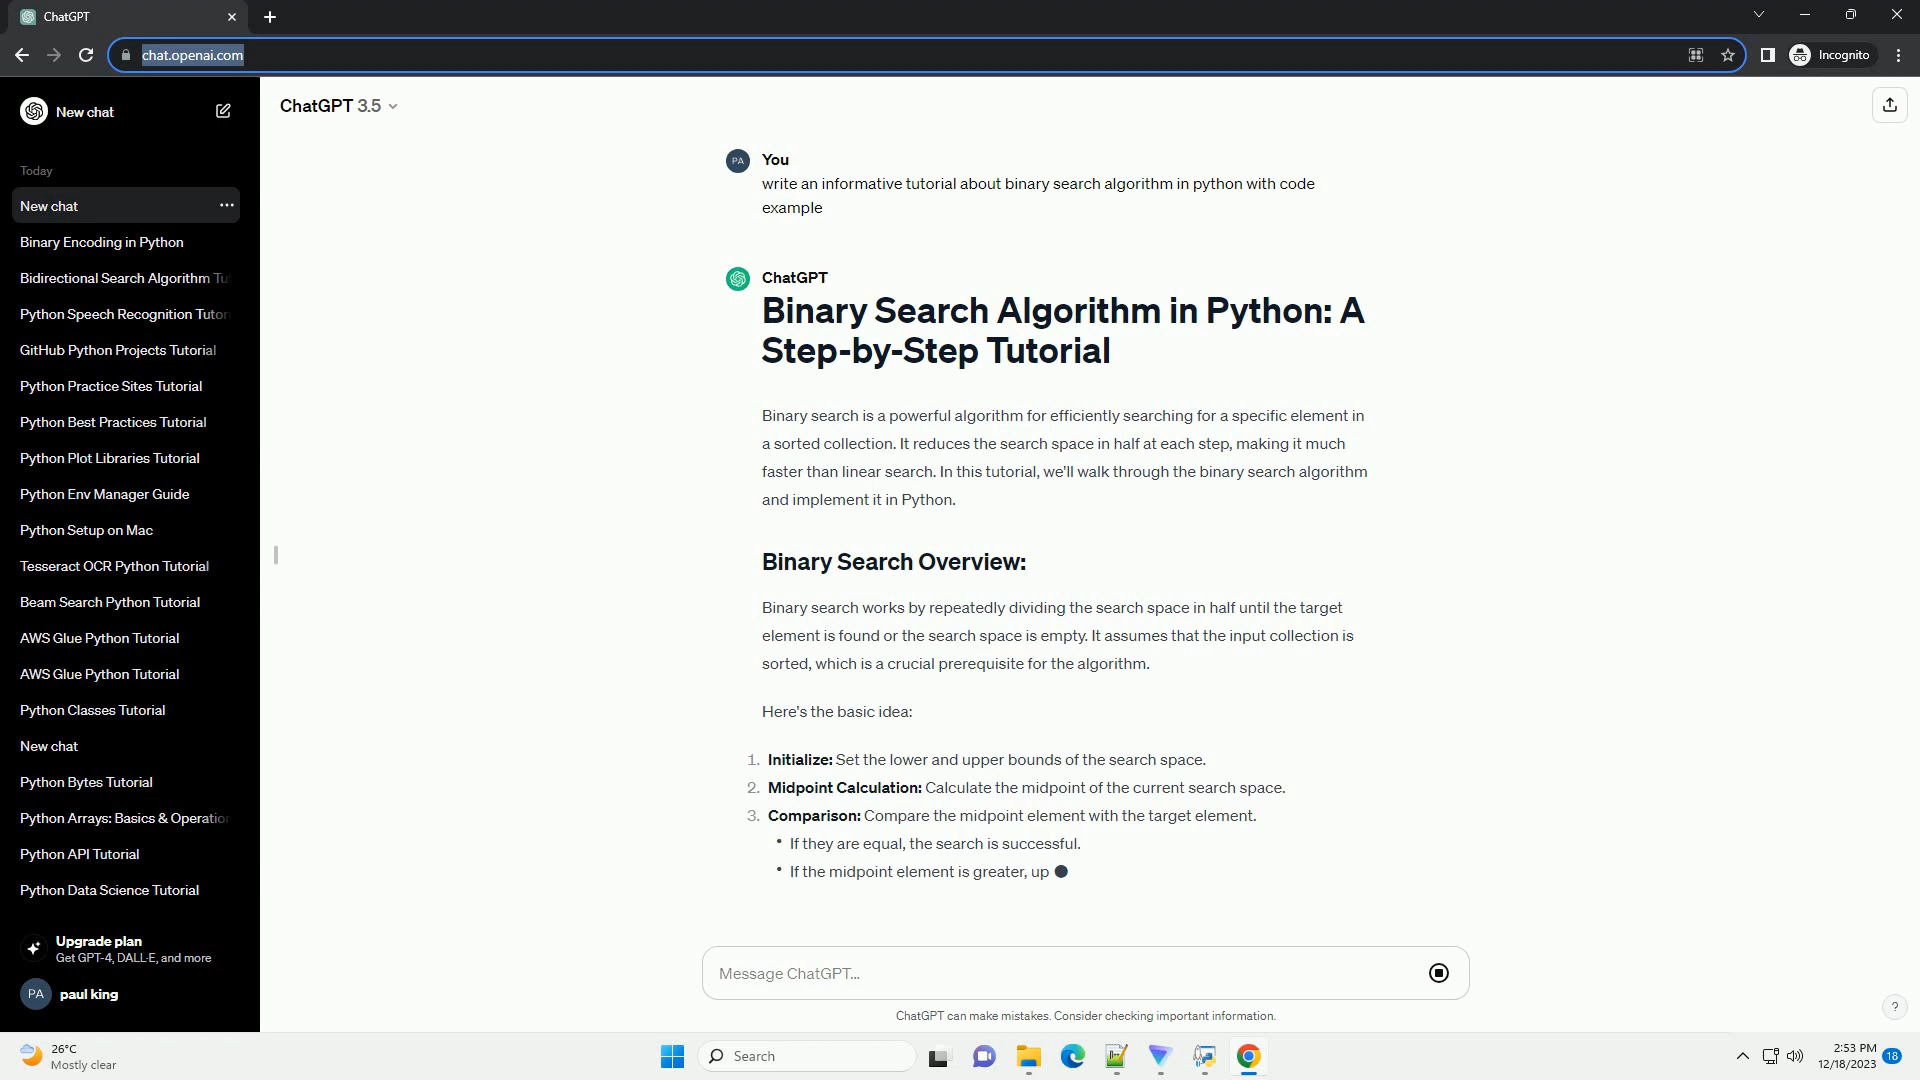 ChatGPT
chat.openai.com
Incognito
New chat
Today
New chat
Binary Encoding in Python
Bidirectional Search Algorithm Tu
Python Speech Recognition Tutor
GitHub Python Projects Tutorial
Python Practice Sites Tutorial
Python Best Practices Tutorial
Python Plot Libraries Tutorial
Python Env Manager Guide
Python Setup on Mac
Tesseract OCR Python Tutorial
Beam Search Python Tutorial
AWS Glue Python Tutorial
AWS Glue Python Tutorial
Python Classes Tutorial
New chat
Python Bytes Tutorial
Python Arrays: Basics & Operation
Python API Tutorial
Python Data Science Tutorial
Upgrade plan
Get GPT-4, DALL·E, and more
PA paul king
ChatGPT 3.5
PA You
write an informative tutorial about binary search algorithm in python with code
example
ChatGPT
Binary Search Algorithm in Python: A
Step-by-Step Tutorial
Binary search is a powerful algorithm for efficiently searching for a specific element in
a sorted collection. It reduces the search space in half at each step, making it much
faster than linear search. In this tutorial, we'll walk through the binary search algorithm
and implement it in Python.
Binary Search Overview:
Binary search works by repeatedly dividing the search space in half until the target
element is found or the search space is empty. It assumes that the input collection is
sorted, which is a crucial prerequisite for the algorithm.
Here's the basic idea:
1. Initialize: Set the lower and upper bounds of the search space.
2. Midpoint Calculation: Calculate the midpoint of the current search space.
3. Comparison: Compare the midpoint element with the target element.
• If they are equal, the search is successful.
• If the midpoint element is greater, up
Message ChatGPT...
ChatGPT can make mistakes. Consider checking important information.
?
26°C
Mostly clear
Search
2:53 PM
12/18/2023
18